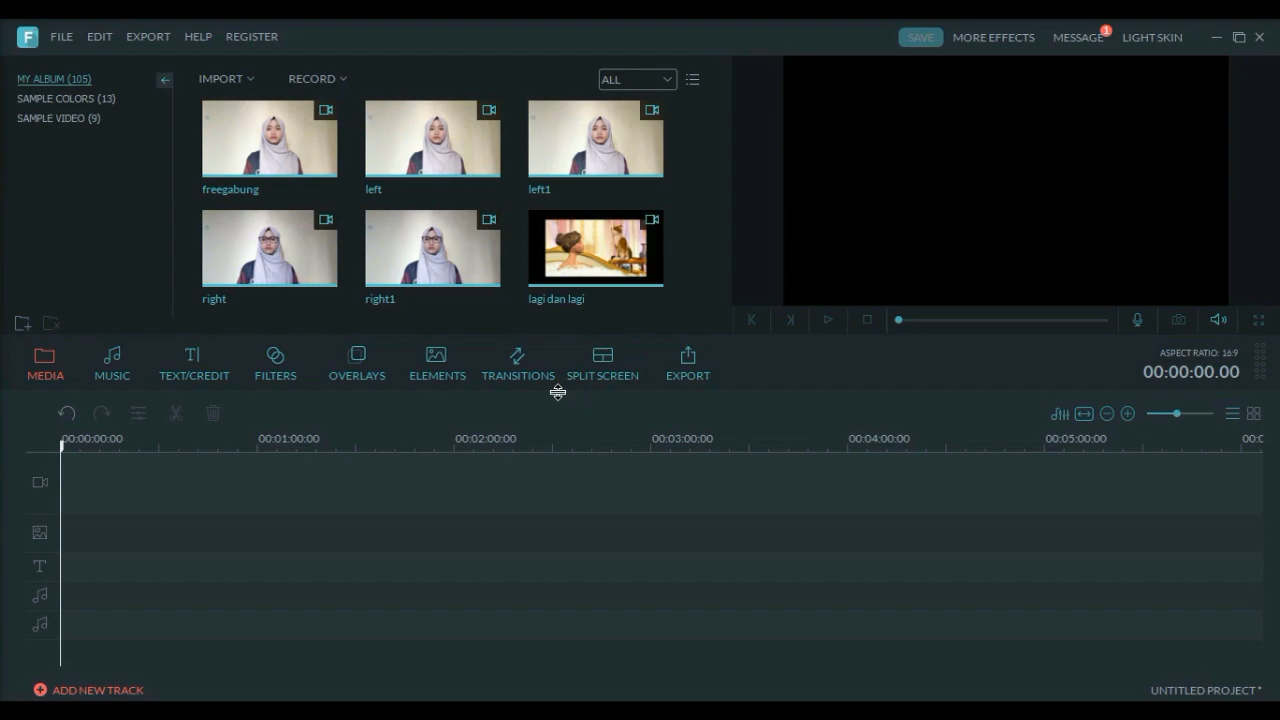 F FILE EDIT EXPORT HELP REGISTER SAVE MORE EFFECTS MESSAGE 1 LIGHT SKIN
MY ALBUM (105)
SAMPLE COLORS (13)
SAMPLE VIDEO (9)
IMPORT RECORD ALL
freegabung left left1
right right1 lagi dan lagi
MEDIA MUSIC TEXT/CREDIT FILTERS OVERLAYS ELEMENTS TRANSITIONS SPLIT SCREEN EXPORT
ASPECT RATIO: 16:9
00:00:00.00
00:00:00:00 00:01:00:00 00:02:00:00 00:03:00:00 00:04:00:00 00:05:00:00
ADD NEW TRACK UNTITLED PROJECT*